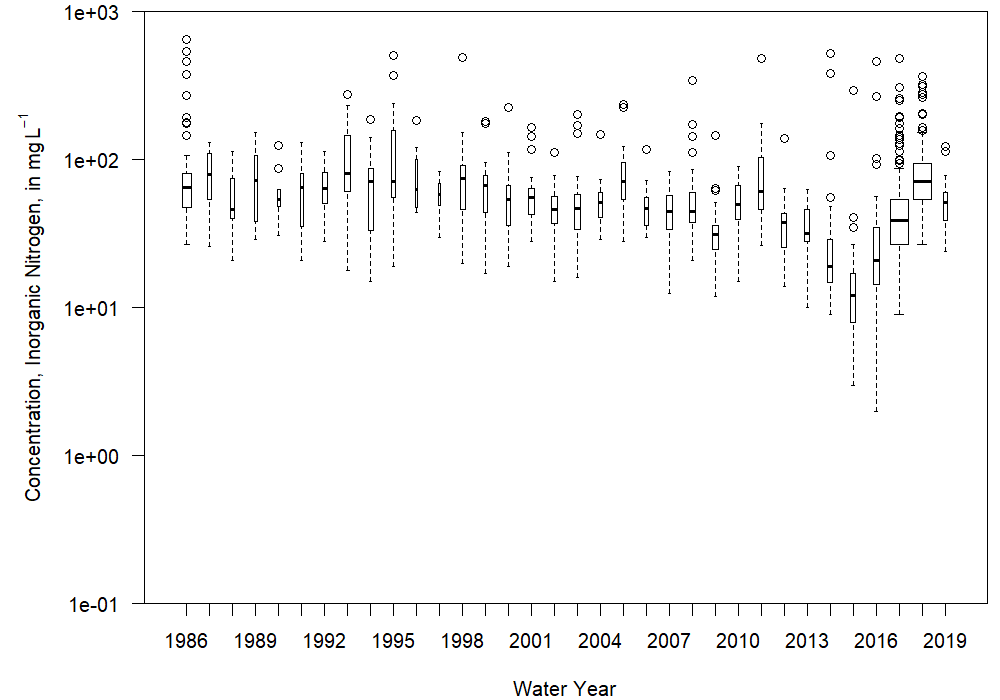 Concentration, Inorganic Nitrogen, in mg L⁻¹
1e+03
1e+02
1e+01
1e+00
1e-01
1986 1989 1992 1995 1998 2001 2004 2007 2010 2013 2016 2019
Water Year